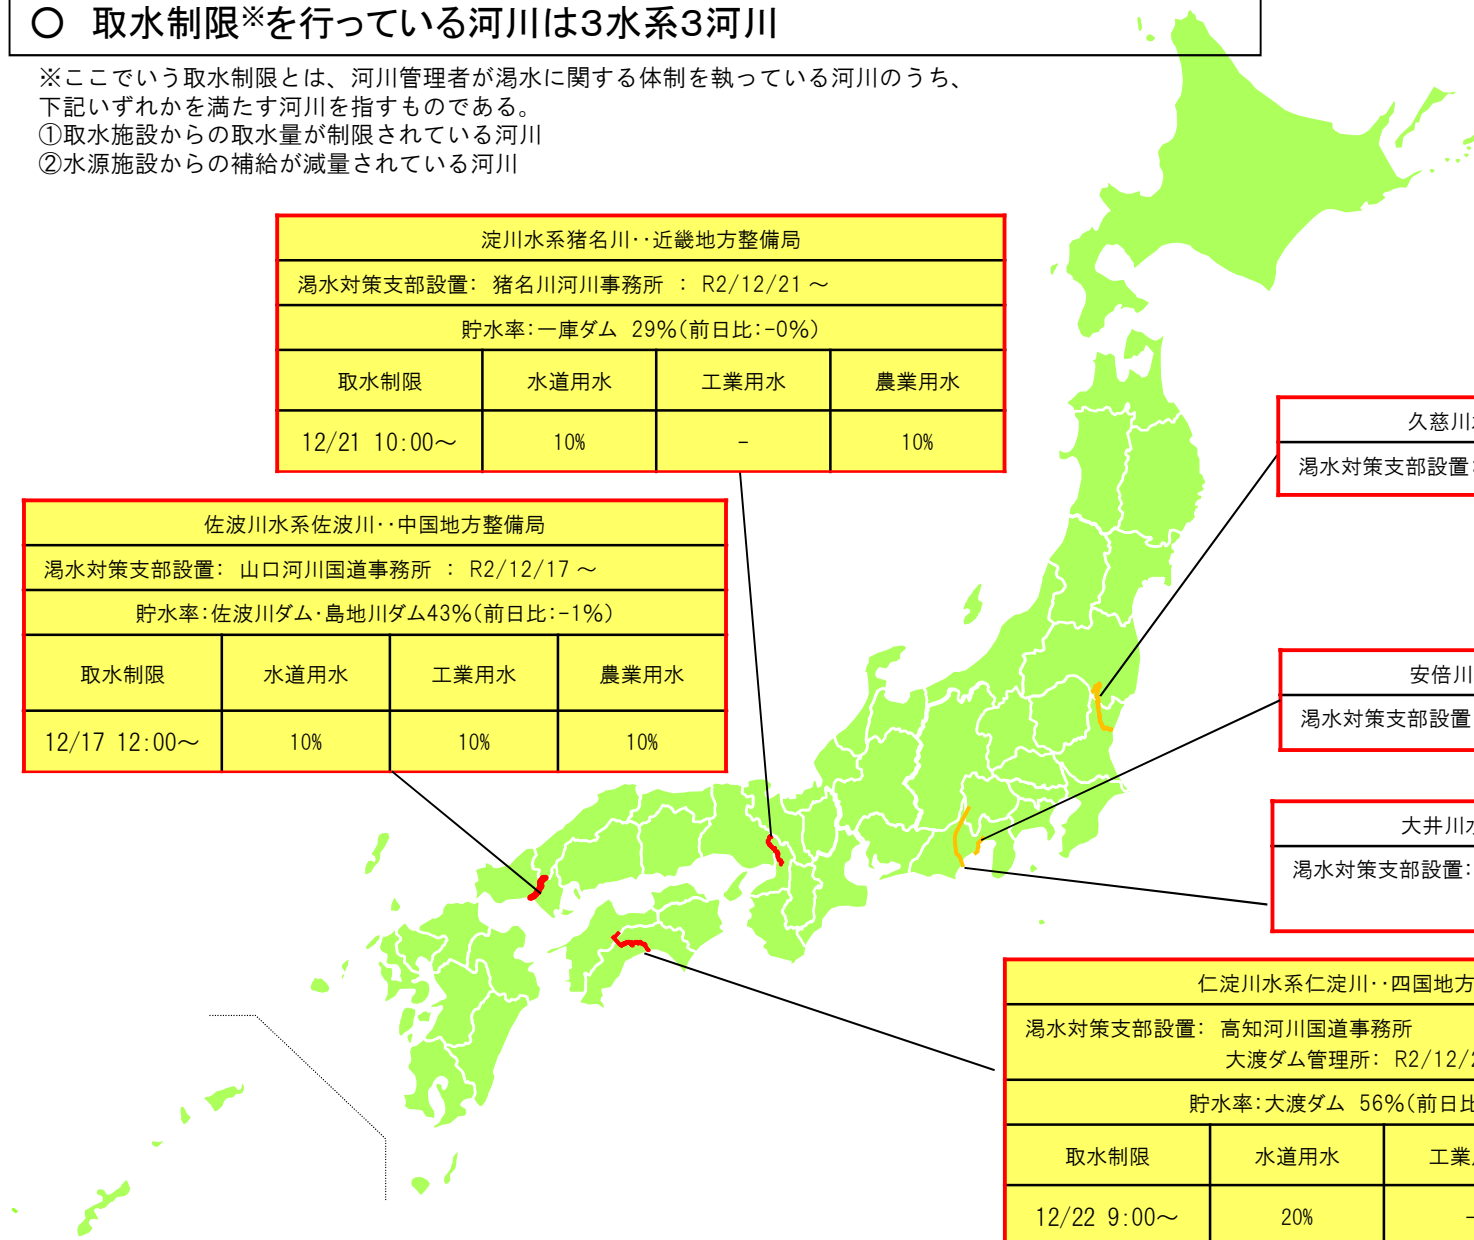 ○ 取水制限※を行っている河川は3水系3河川
※ここでいう取水制限とは、河川管理者が渇水に関する体制を執っている河川のうち、
下記いずれかを満たす河川を指すものである。
①取水施設からの取水量が制限されている河川
②水源施設からの補給が減量されている河川
淀川水系猪名川‥近畿地方整備局
渇水対策支部設置： 猪名川河川事務所 ： R2/12/21 ～
貯水率：一庫ダム 29%（前日比：-0%）
取水制限 水道用水 工業用水 農業用水
12/21 10：00～ 10% - 10%
佐波川水系佐波川‥中国地方整備局
渇水対策支部設置： 山口河川国道事務所 ： R2/12/17 ～
貯水率：佐波川ダム・島地川ダム43%（前日比：-1%）
取水制限 水道用水 工業用水 農業用水
12/17 12：00～ 10% 10% 10%
久慈川
渇水対策支部設置
安倍川
渇水対策支部設置
大井川
渇水対策支部設置：
仁淀川水系仁淀川‥四国地方
渇水対策支部設置： 高知河川国道事務所
大渡ダム管理所： R2/12/2
貯水率：大渡ダム 56%（前日比
取水制限 水道用水 工業
12/22 9：00～ 20% -